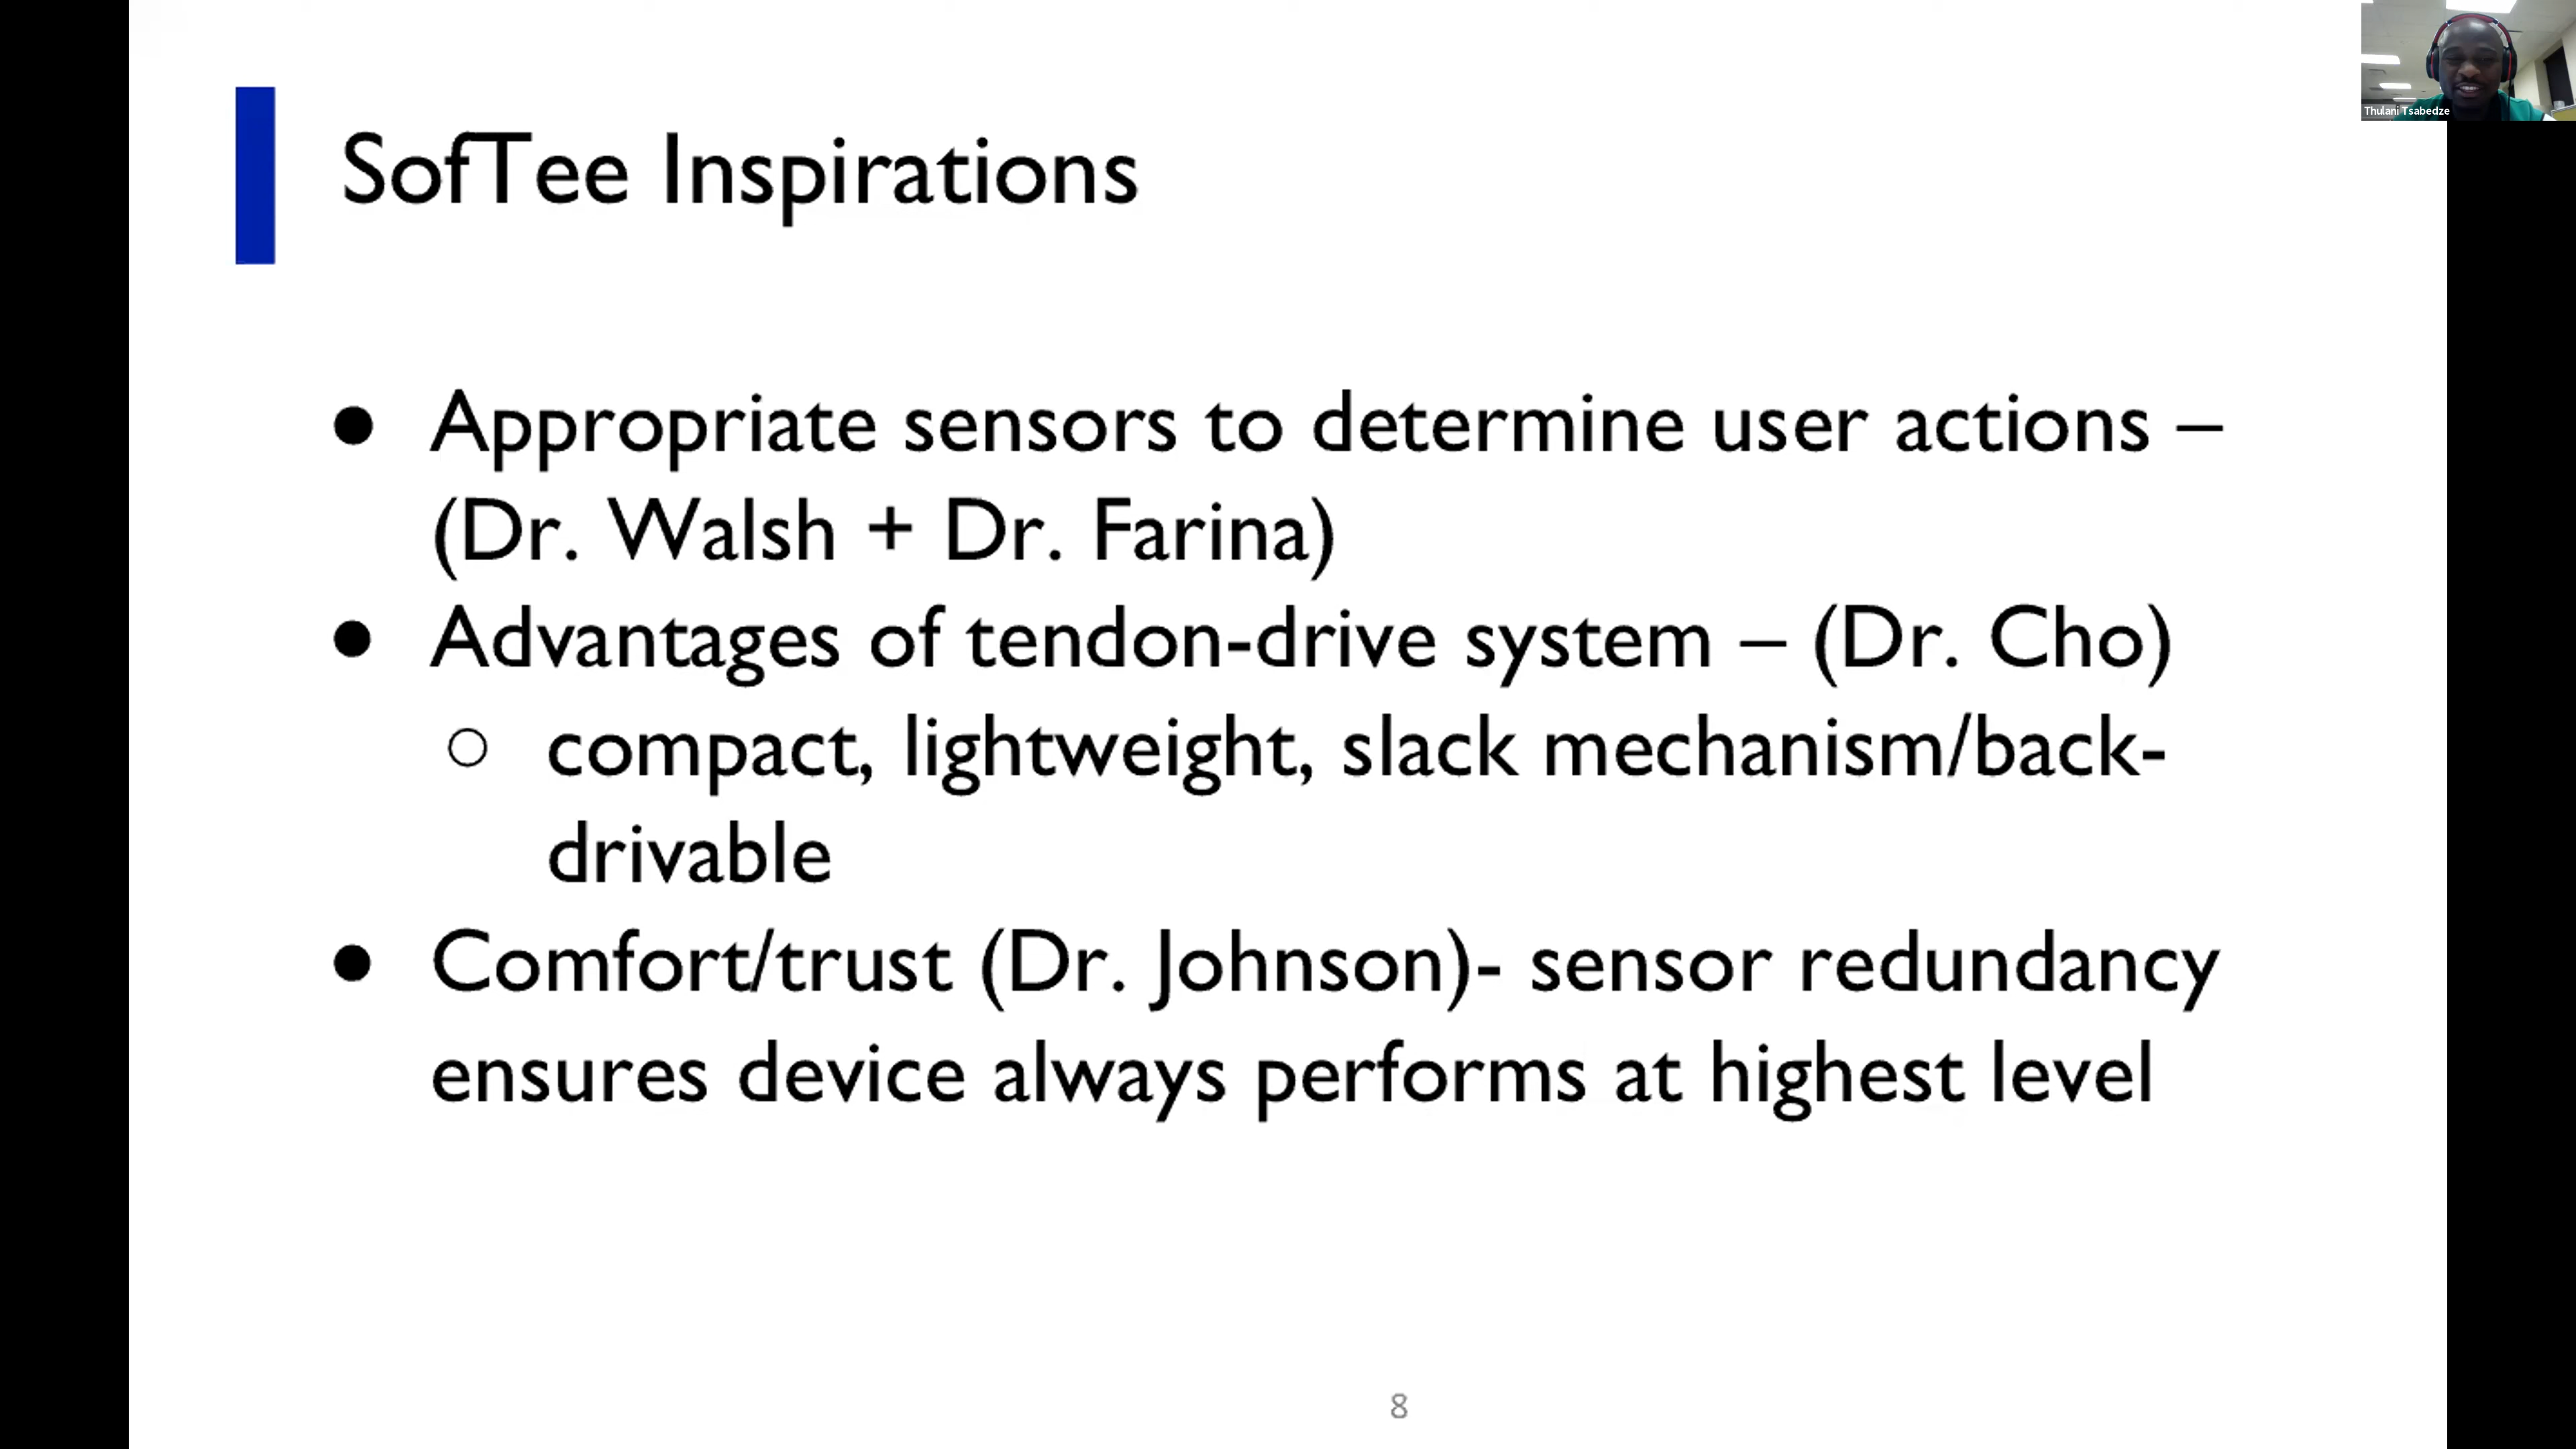 SofTee Inspirations
Thulani Tsabedze
● Appropriate sensors to determine user actions –
(Dr. Walsh + Dr. Farina)
● Advantages of tendon-drive system – (Dr. Cho)
○ compact, lightweight, slack mechanism/back-
drivable
● Comfort/trust (Dr. Johnson)- sensor redundancy
ensures device always performs at highest level
8